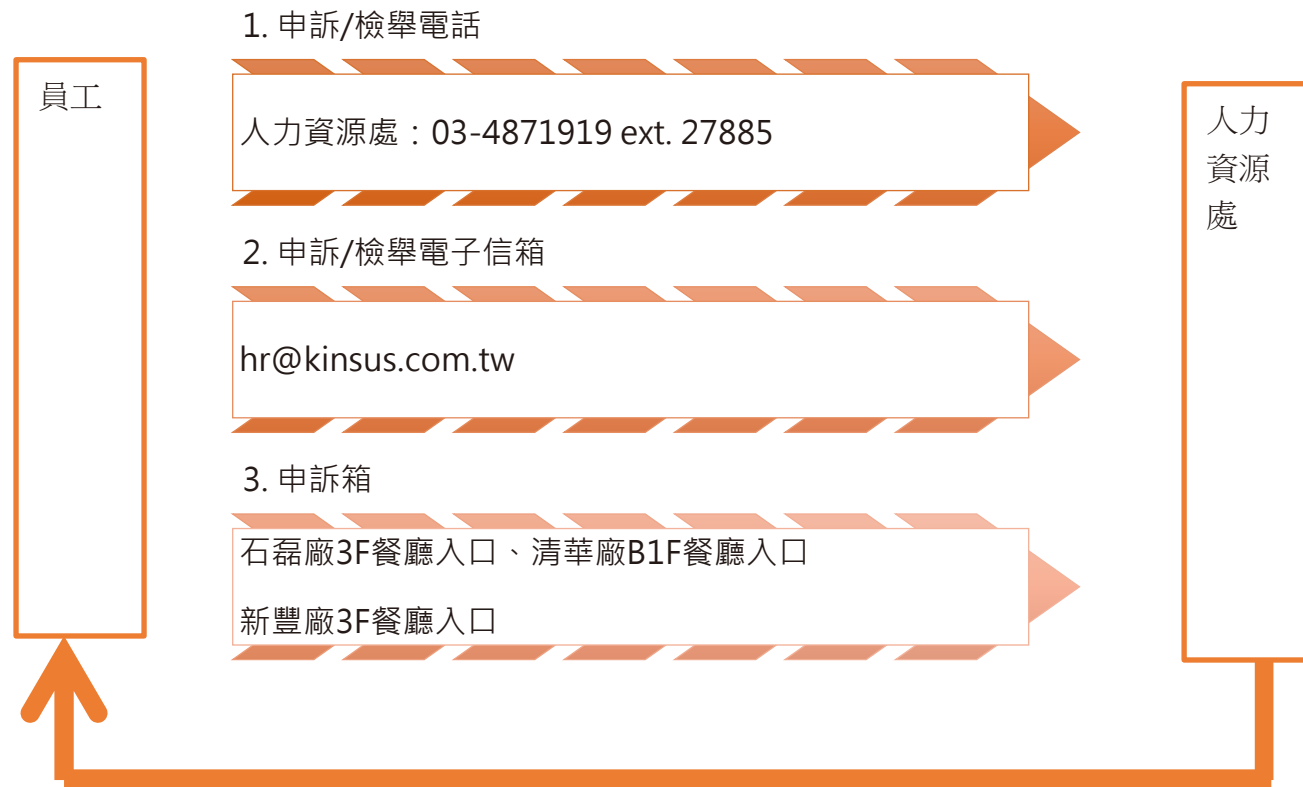 1. 申訴/檢舉電話
員工
人力資源處：03-4871919 ext. 27885
人力
資源
處
2. 申訴/檢舉電子信箱
hr@kinsus.com.tw
3. 申訴箱
石磊廠3F餐廳入口、清華廠B1F餐廳入口
新豐廠3F餐廳入口